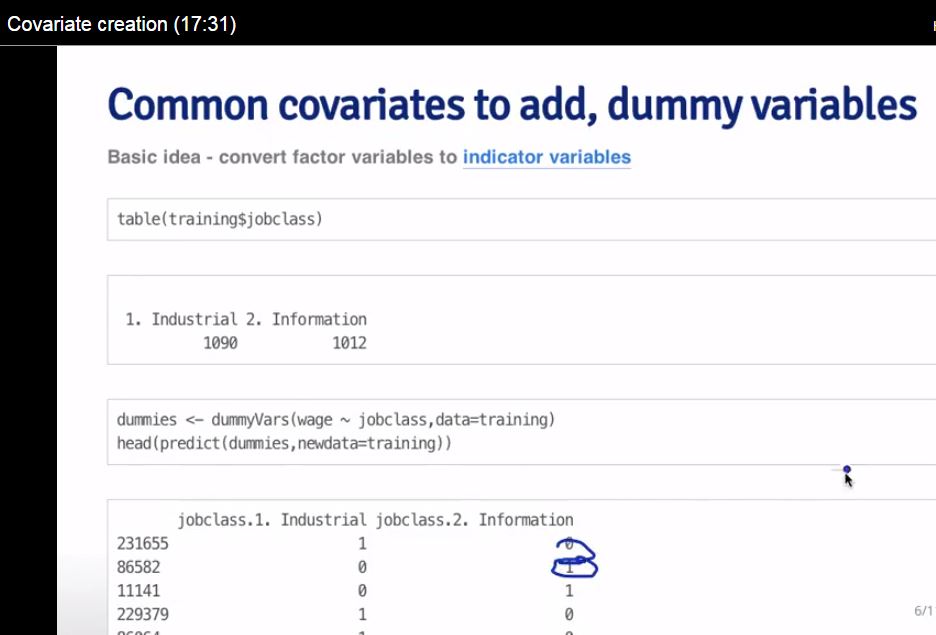 Covariate creation (17:31)
Common covariates to add, dummy variables
Basic idea - convert factor variables to indicator variables
table(training$jobclass)
1. Industrial 2. Information
1090 1012
dummies <- dummyVars(wage ~ jobclass,data=training)
head(predict(dummies,newdata=training))
jobclass.1. Industrial jobclass.2. Information
231655 1 0
86582 0 1
11141 0 1
229379 1 0
6/1